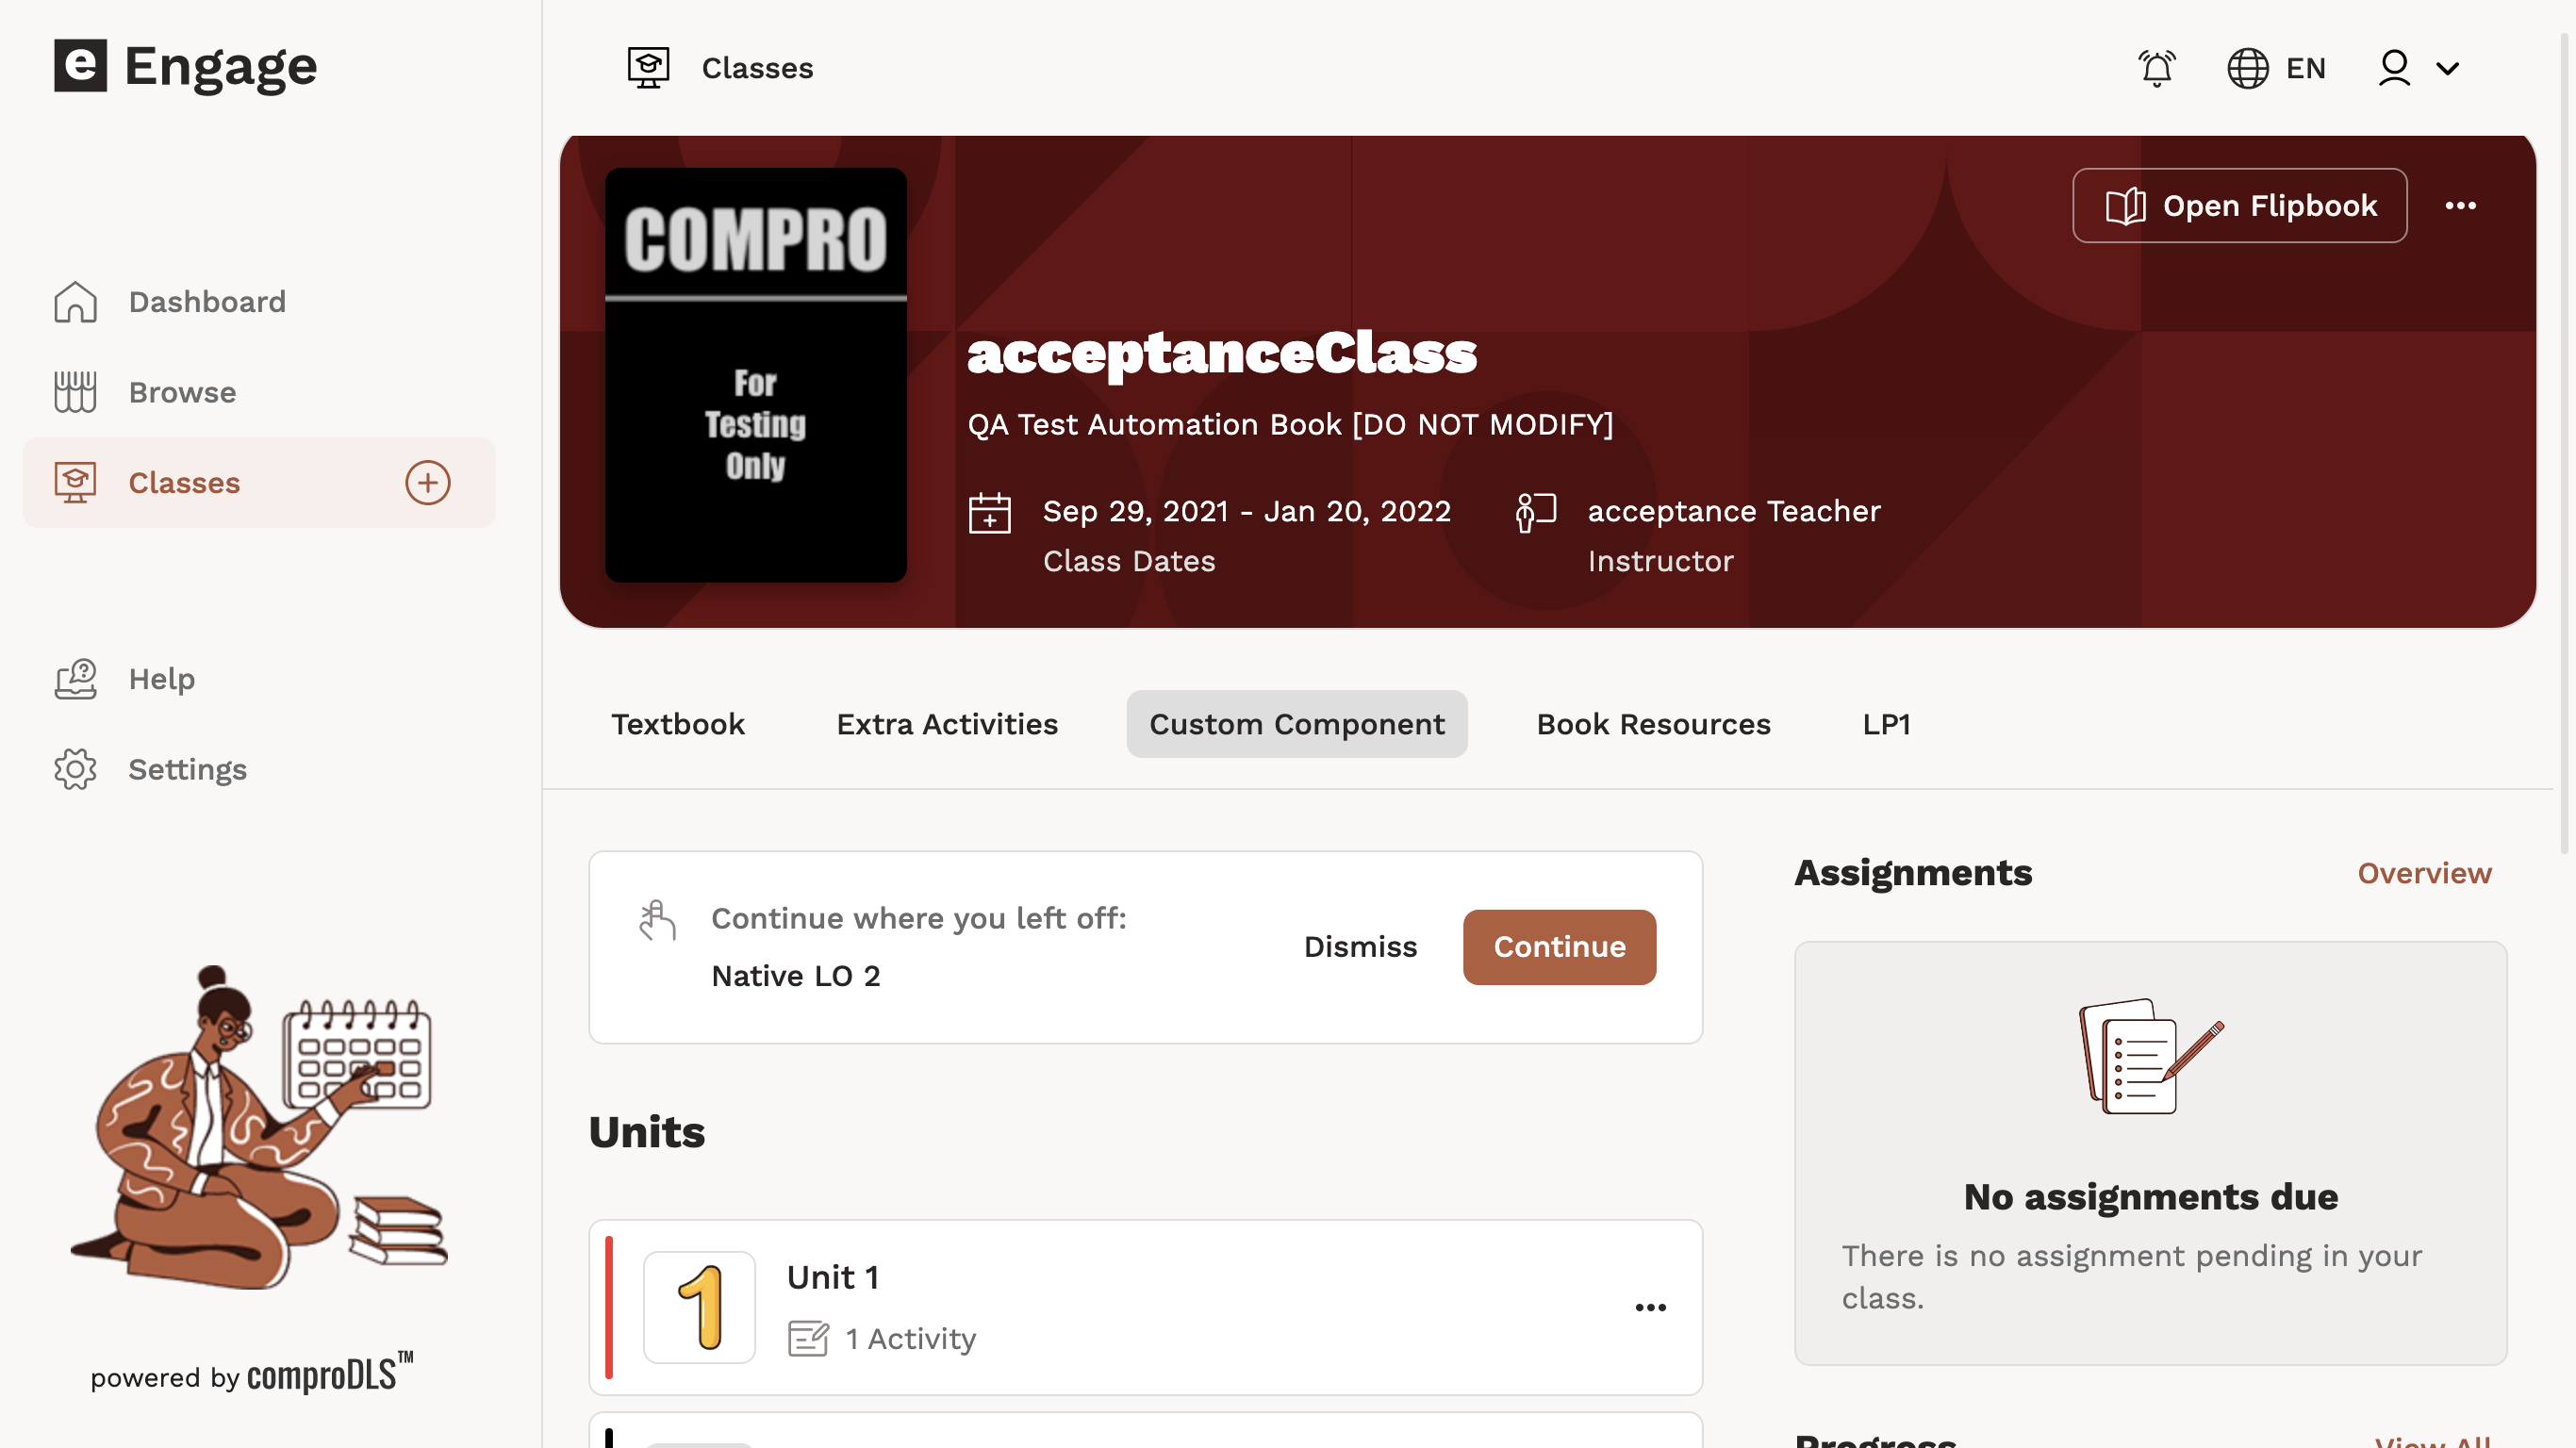 e Engage
Classes
EN
Dashboard
Browse
Classes
Help
Settings
powered by comproDLS™
COMPRO
For
Testing
Only
Open Flipbook
acceptanceClass
QA Test Automation Book [DO NOT MODIFY]
Sep 29, 2021 - Jan 20, 2022
Class Dates
acceptance Teacher
Instructor
Textbook
Extra Activities
Custom Component
Book Resources
LP1
Continue where you left off:
Native LO 2
Dismiss
Continue
Units
1
Unit 1
1 Activity
Assignments
Overview
No assignments due
There is no assignment pending in your
class.
Progress
View All